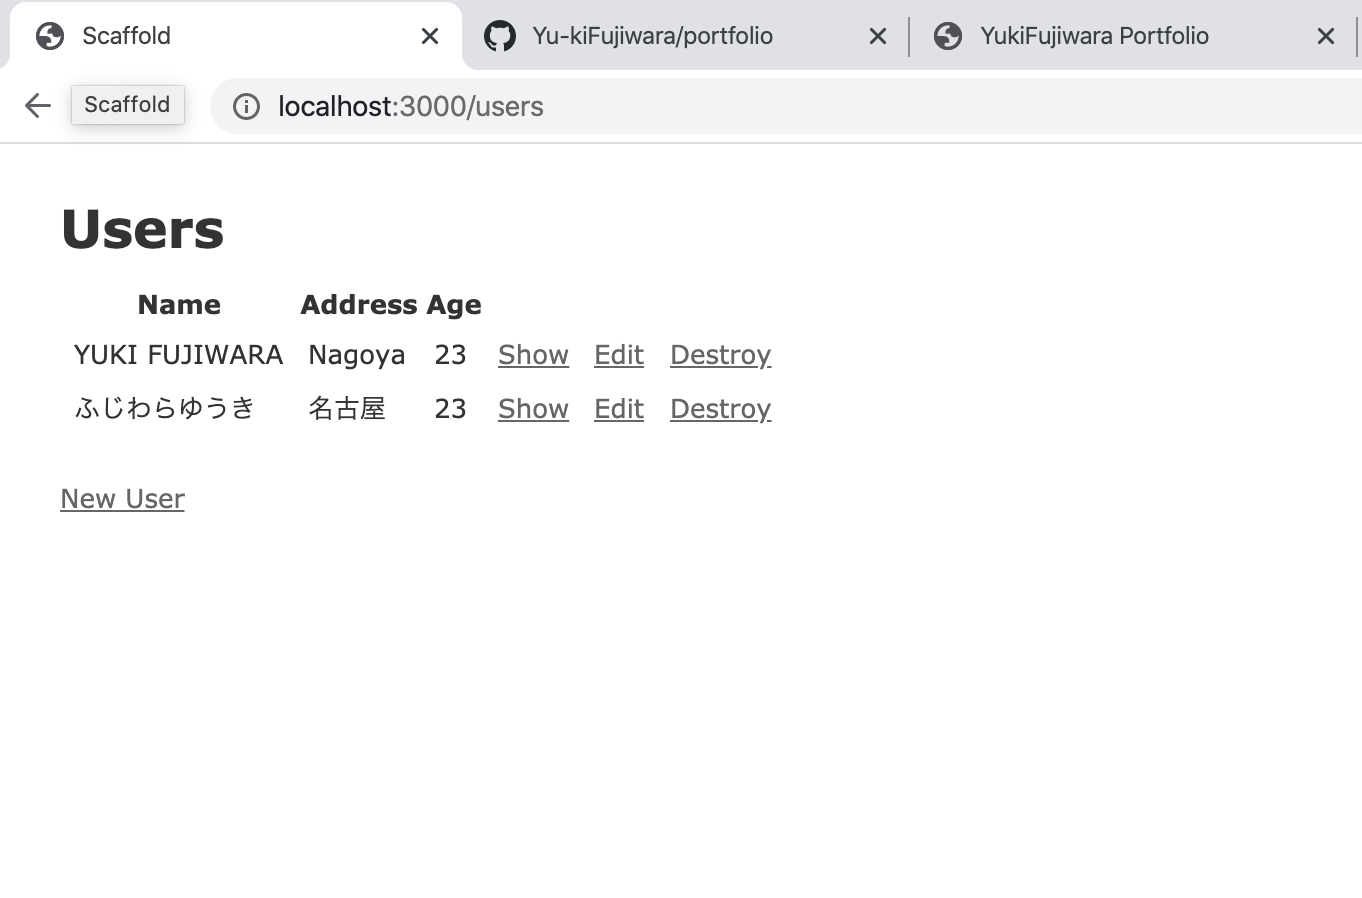 Scaffold Yu-kiFujiwara/portfolio YukiFujiwara Portfolio
Scaffold localhost:3000/users
Users
Name Address Age
YUKI FUJIWARA Nagoya 23 Show Edit Destroy
ふじわらゆうき 名古屋 23 Show Edit Destroy
New User